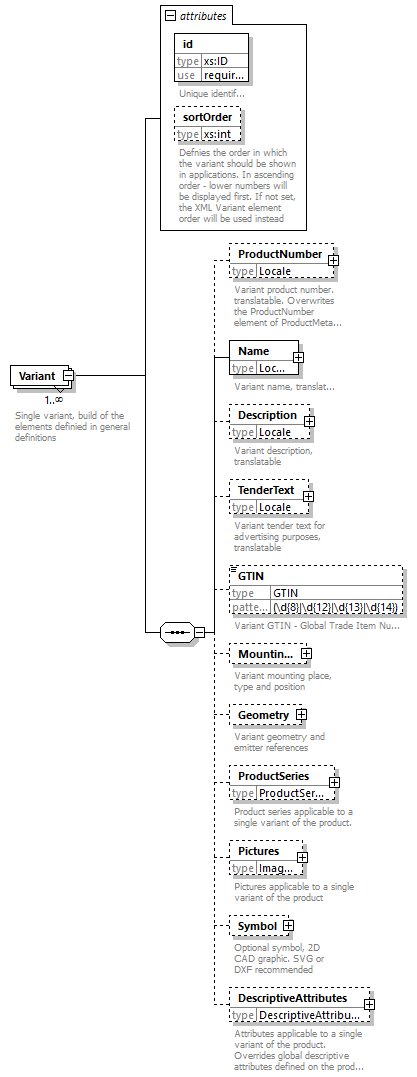 attributes
id
type xs:ID
use requir...
Unique identif...
sortOrder
type xs:int
Defnies the order in which
the variant should be shown
in applications. In ascending
order - lower numbers will
be displayed first. If not set,
the XML Variant element
order will be used instead
Variant
1..∞
Single variant, build of the
elements definied in general
definitions
ProductNumber
type Locale
Variant product number.
translatable. Overwrites
the ProductNumber
element of ProductMeta...
Name
type Loc...
Variant name, translat...
Description
type Locale
Variant description,
translatable
TenderText
type Locale
Variant tender text for
advertising purposes,
translatable
GTIN
type GTIN
patte... (\d{8}|\d{12}|\d{13}|\d{14})
Variant GTIN - Global Trade Item Nu...
Mountin...
Variant mounting place,
type and position
Geometry
Variant geometry and
emitter references
ProductSeries
type ProductSer...
Product series applicable to a
single variant of the product.
Pictures
type Imag...
Pictures applicable to a single
variant of the product
Symbol
Optional symbol, 2D
CAD graphic. SVG or
DXF recommended
DescriptiveAttributes
type DescriptiveAttribu...
Attributes applicable to a single
variant of the product.
Overrides global descriptive
attributes defined on the prod...